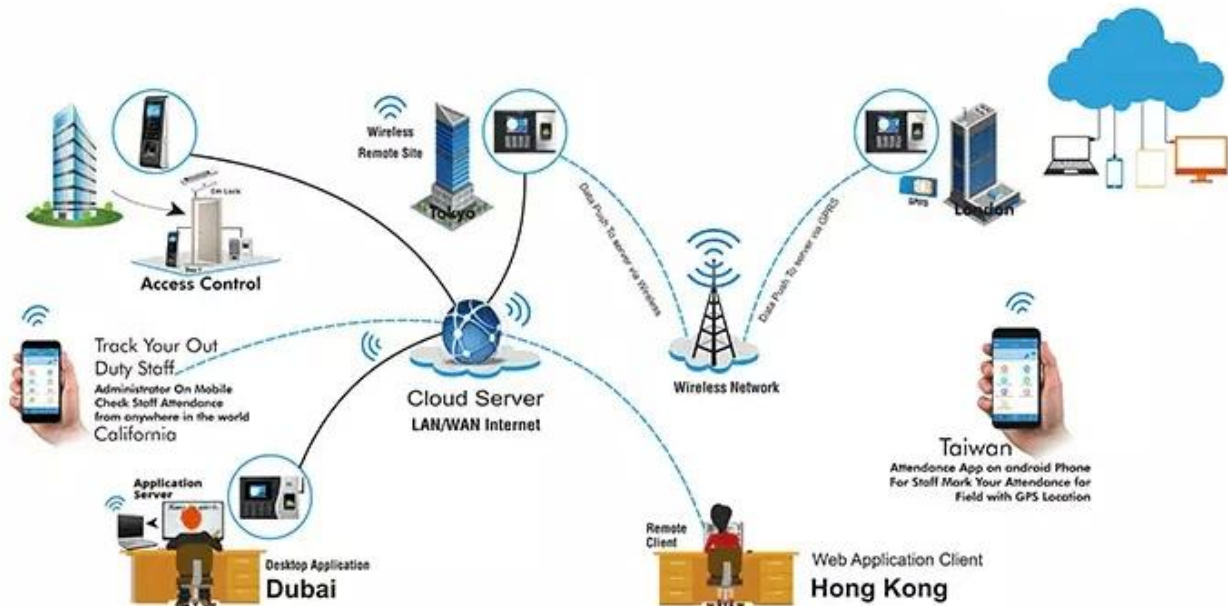 Wireless
Remote Site
Tokyo
GPRS
London
Em Lock
Access Control
Data Push To server via Wireless
Data Push To server via GPRS
Track Your Out
Duty Staff
Administrator On Mobile
Check Staff Attendance
from anywhere in the world
California
Cloud Server
LAN/WAN Internet
Wireless Network
Taiwan
Attendance App on android Phone
For Staff Mark Your Attendance for
Field with GPS Location
Application
Server
Desktop Application
Dubai
Remote
Client
Web Application Client
Hong Kong